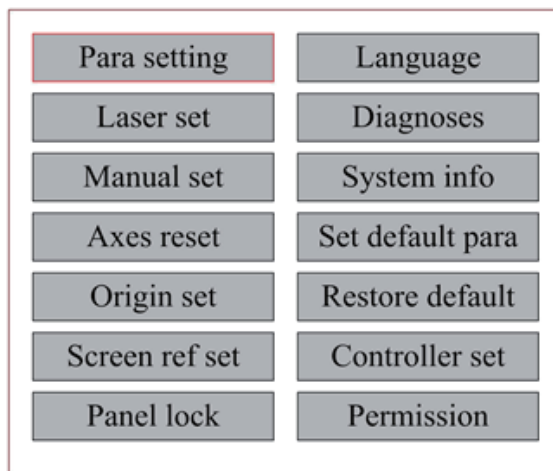 Para setting
Language
Laser set
Diagnoses
Manual set
System info
Axes reset
Set default para
Origin set
Restore default
Screen ref set
Controller set
Panel lock
Permission